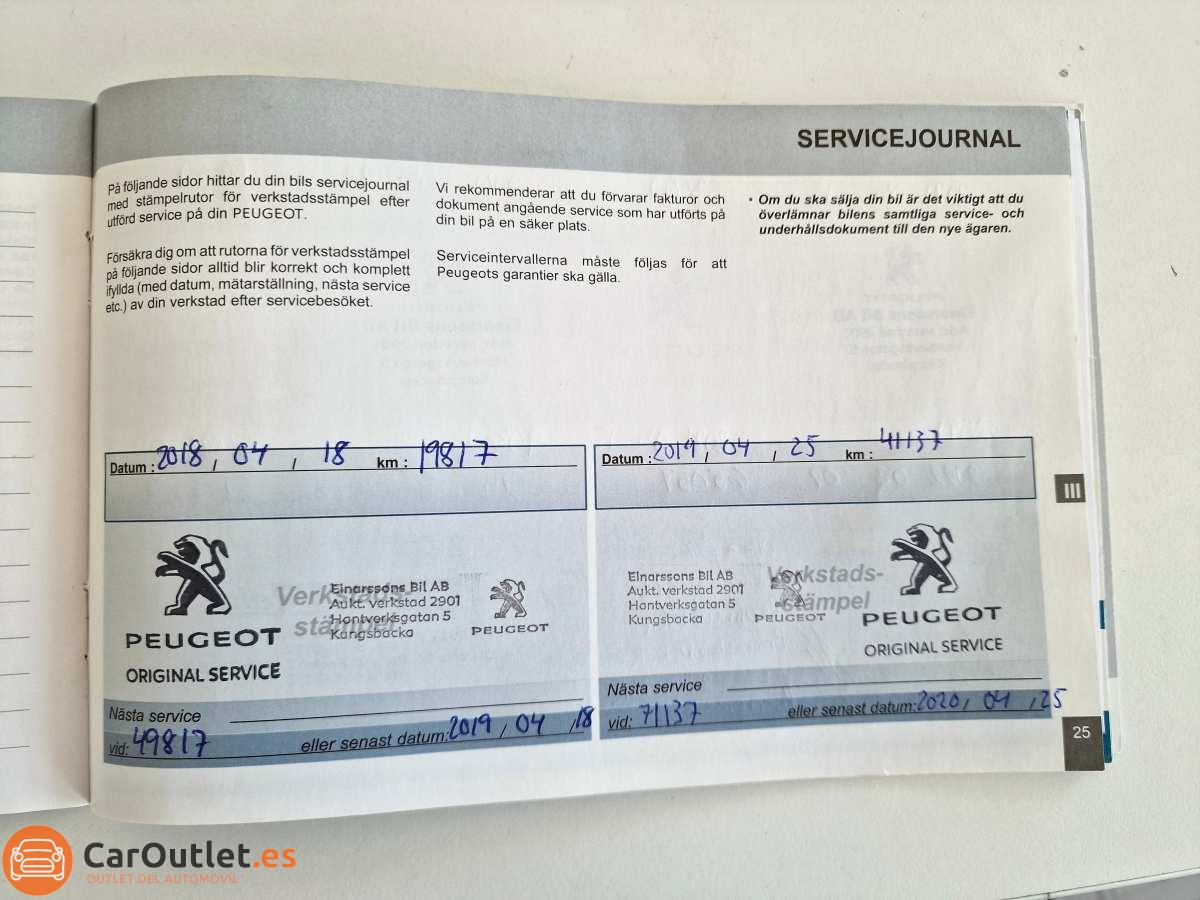 SERVICEJOURNAL
På följande sidor hittar du din bils servicejournal
med stämpelrutor för verkstadsstämpel efter
utförd service på din PEUGEOT.
Försäkra dig om att rutorna för verkstadsstämpel
på följande sidor alltid blir korrekt och komplett
ifyllda (med datum, mätarställning, nästa service
etc.) av din verkstad efter servicebesöket.
Vi rekommenderar att du förvarar fakturor och
dokument angående service som har utförts på
din bil på en säker plats.
Serviceintervallerna måste följas för att
Peugeots garantier ska gälla.
• Om du ska sälja din bil är det viktigt att du
överlämnar bilens samtliga service- och
underhållsdokument till den nye ägaren.
Datum : 2018 , 04 , 18 km : 19817
Verkstads-
stämpel
PEUGEOT
ORIGINAL SERVICE
Einarssons Bil AB
Aukt. verkstad 2901
Hantverksgatan 5
Kungsbacka
PEUGEOT
Nästa service
vid: 49817 eller senast datum: 2019 , 04 , 18
Datum : 2019 , 04 , 25 km : 41137
Einarssons Bil AB
Aukt. verkstad 2901
Hantverksgatan 5
Kungsbacka
PEUGEOT
Verkstads-
stämpel
PEUGEOT
ORIGINAL SERVICE
Nästa service
vid: 71137 eller senast datum: 2020 , 04 , 25
III
25
CarOutlet.es
OUTLET DEL AUTOMOVIL